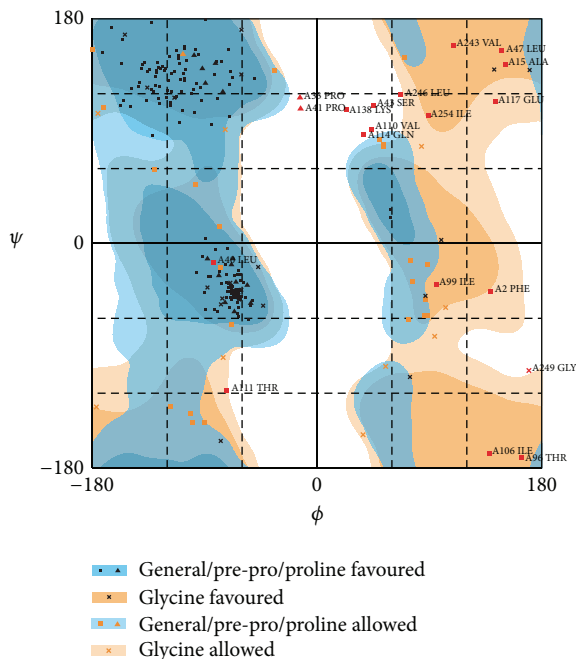 180
A243 VAL
A47 LEU
A15 ALA
A246 LEU
A117 GLU
A43 SER
A41 PRO
A138 LYS
A254 ILE
A110 VAL
A114 GLN
ψ
0
A40 LEU
A99 ILE
A2 PHE
A249 GLY
A111 THR
A106 ILE
A96 THR
−180
−180
0
180
ϕ
General/pre-pro/proline favoured
Glycine favoured
General/pre-pro/proline allowed
Glycine allowed